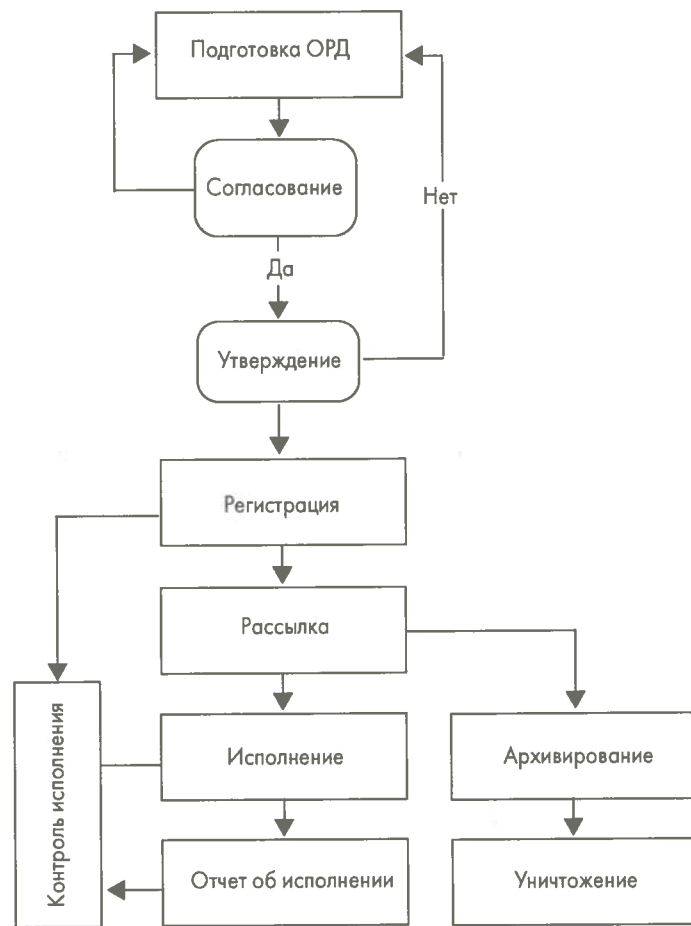 Подготовка ОРД
Согласование
Нет
Да
Утверждение
Регистрация
Рассылка
Контроль исполнения
Исполнение
Архивирование
Отчет об исполнении
Уничтожение